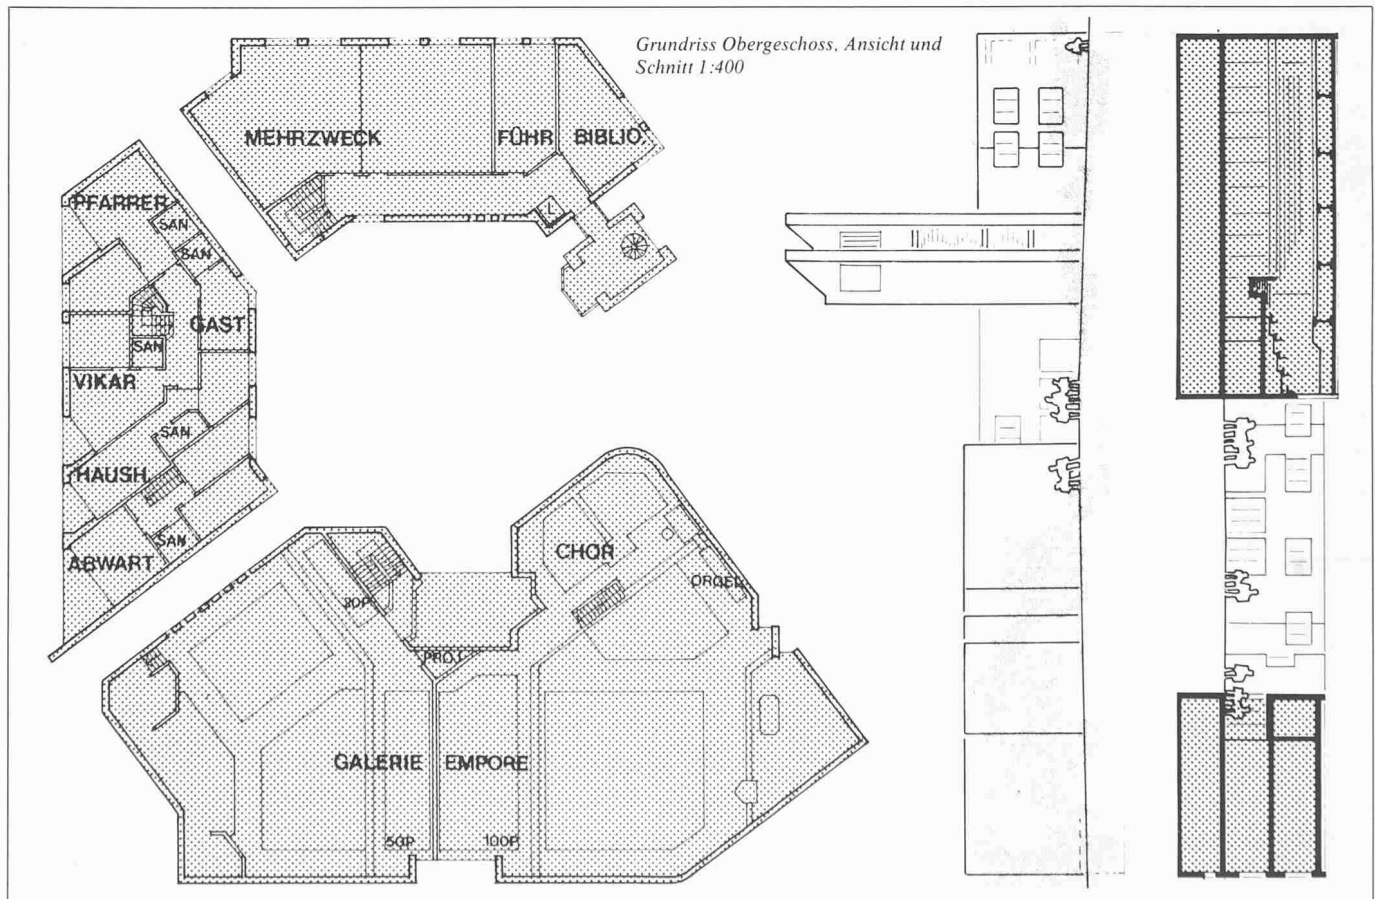 Grundriss Obergeschoss, Ansicht und
Schnitt 1:400
MEHRZWECK
FÜHR
BIBLIO.
L
PFARRER
SAN
SAN
GAST
SAN
VIKAR
SAN
HAUSH.
SAN
ABWART
CHOR
ORGEL
20P
PROJ.
GALERIE
EMPORE
50P
100P